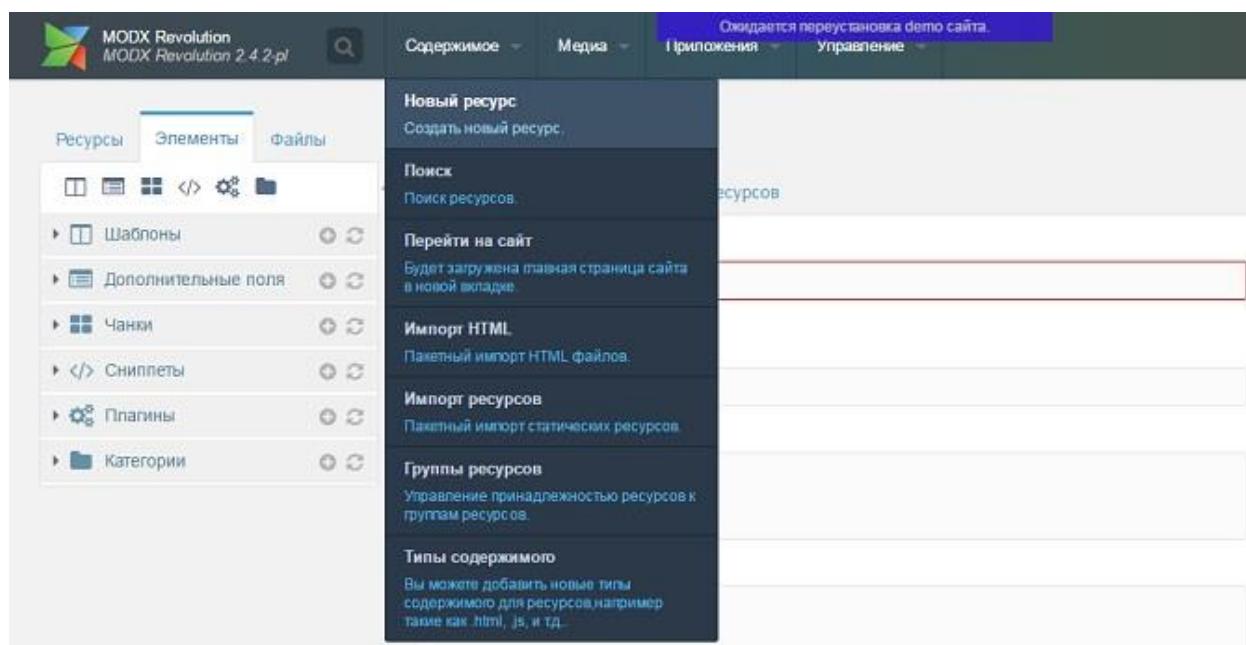 MODX Revolution
MODX Revolution 2.4.2-pl
Содержимое
Медиа
Приложения
Управление
Ожидается переустановка demo сайта.
Ресурсы
Элементы
Файлы
Шаблоны
Дополнительные поля
Чанки
Сниппеты
Плагины
Категории
Новый ресурс
Создать новый ресурс.
Поиск
Поиск ресурсов.
Перейти на сайт
Будет загружена главная страница сайта
в новой вкладке.
Импорт HTML
Пакетный импорт HTML файлов.
Импорт ресурсов
Пакетный импорт статических ресурсов.
Группы ресурсов
Управление принадлежностью ресурсов к
группам ресурсов.
Типы содержимого
Вы можете добавить новые типы
содержимого для ресурсов,например
такие как .html, .js, и т.д..
есурсов